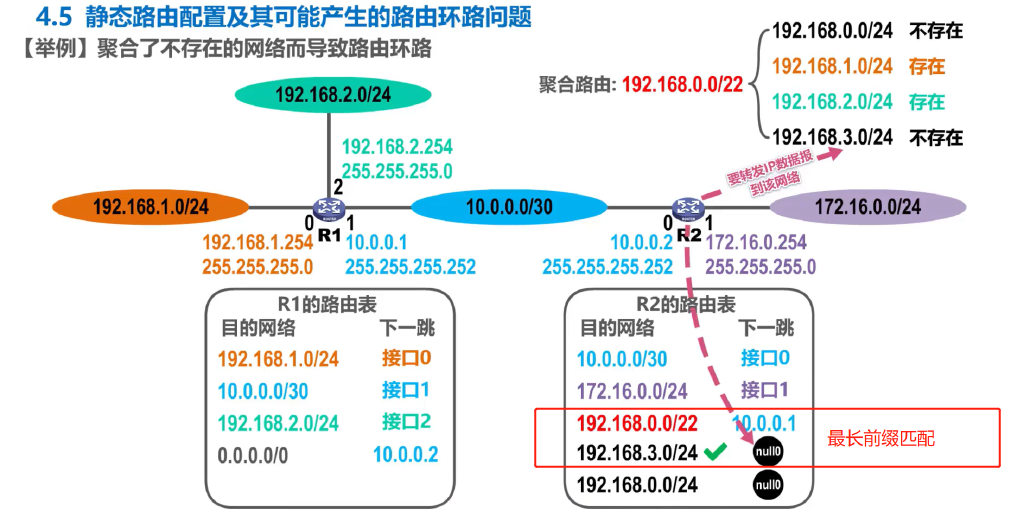 4.5 静态路由配置及其可能产生的路由环路问题
【举例】聚合了不存在的网络而导致路由环路
聚合路由: 192.168.0.0/22
192.168.0.0/24 不存在
192.168.1.0/24 存在
192.168.2.0/24 存在
192.168.3.0/24 不存在
要转发IP数据报
到该网络
192.168.2.0/24
192.168.2.254
255.255.255.0
2
192.168.1.0/24
0
R1
1
10.0.0.0/30
0
R2
1
172.16.0.0/24
192.168.1.254
255.255.255.0
10.0.0.1
255.255.255.252
10.0.0.2
255.255.255.252
172.16.0.254
255.255.255.0
R1的路由表
目的网络 下一跳
192.168.1.0/24 接口0
10.0.0.0/30 接口1
192.168.2.0/24 接口2
0.0.0.0/0 10.0.0.2
R2的路由表
目的网络 下一跳
10.0.0.0/30 接口0
172.16.0.0/24 接口1
192.168.0.0/22 10.0.0.1
192.168.3.0/24 null0
192.168.0.0/24 null0
最长前缀匹配